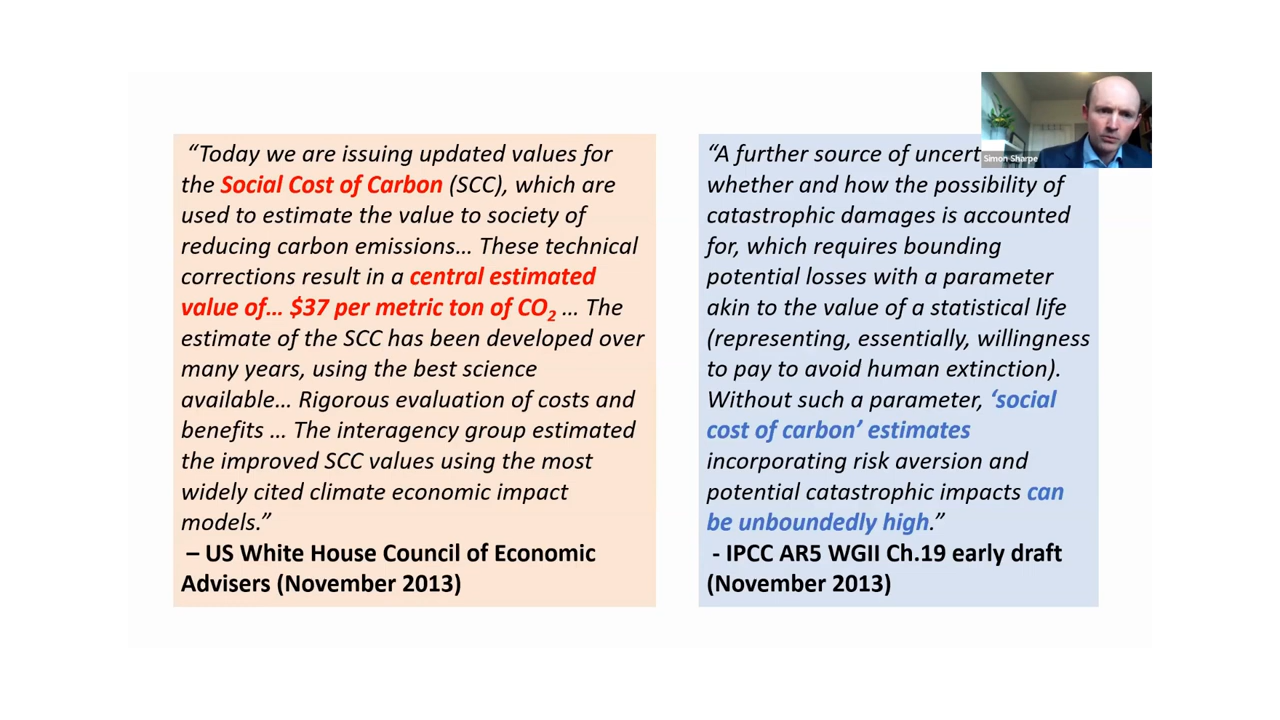 “Today we are issuing updated values for
the Social Cost of Carbon (SCC), which are
used to estimate the value to society of
reducing carbon emissions… These technical
corrections result in a central estimated
value of… $37 per metric ton of CO2 … The
estimate of the SCC has been developed over
many years, using the best science
available… Rigorous evaluation of costs and
benefits … The interagency group estimated
the improved SCC values using the most
widely cited climate economic impact
models.”
– US White House Council of Economic
Advisers (November 2013)
“A further source of
whether and how the possibility of
catastrophic damages is accounted
for, which requires bounding
potential losses with a parameter
akin to the value of a statistical life
(representing, essentially, willingness
to pay to avoid human extinction).
Without such a parameter, ‘social
cost of carbon’ estimates
incorporating risk aversion and
potential catastrophic impacts can
be unboundedly high.”
- IPCC AR5 WGII Ch.19 early draft
(November 2013)
Simon Sharpe